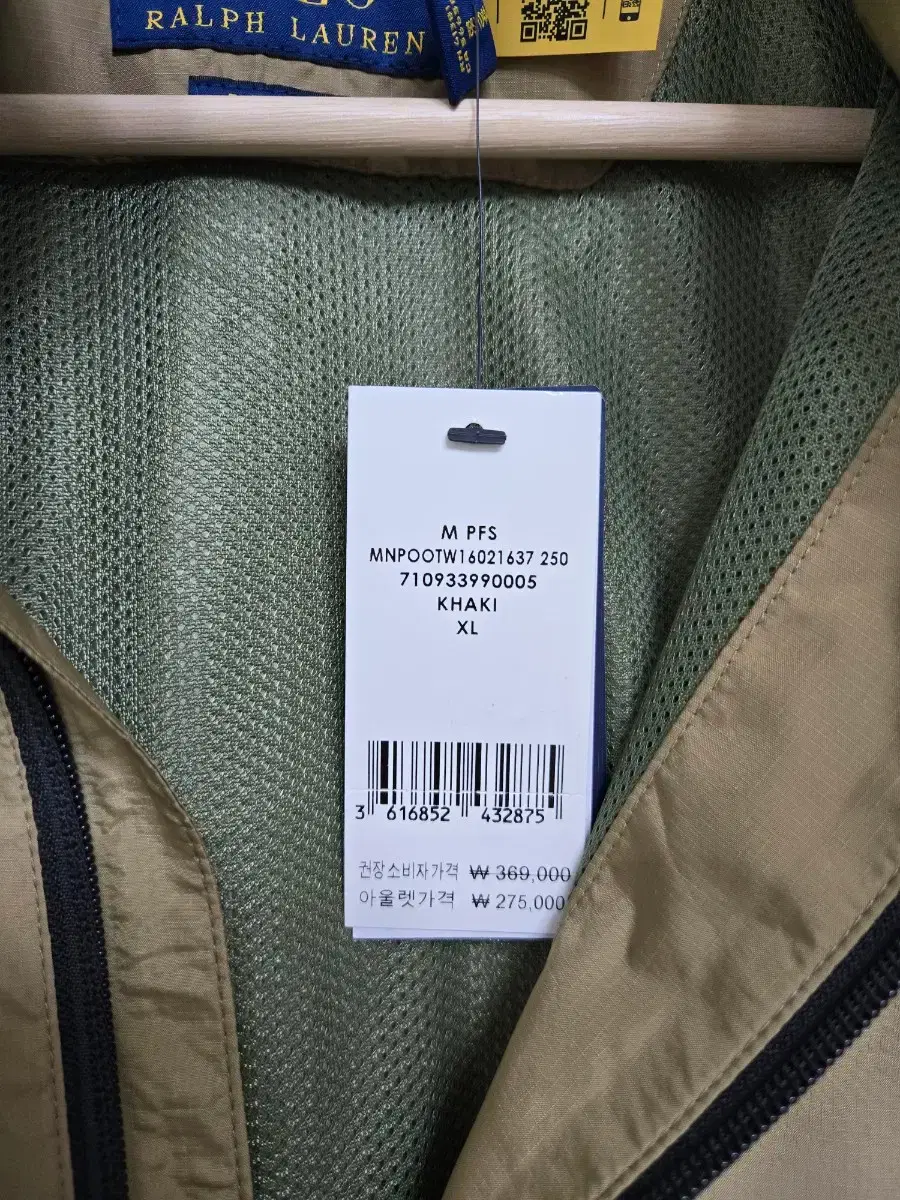 RALPH LAUREN
M PFS
MNPOOTW16021637 250
710933990005
KHAKI
XL
3 616852 432875
권장소비자가격 ₩ 369,000
아울렛가격 ₩ 275,000